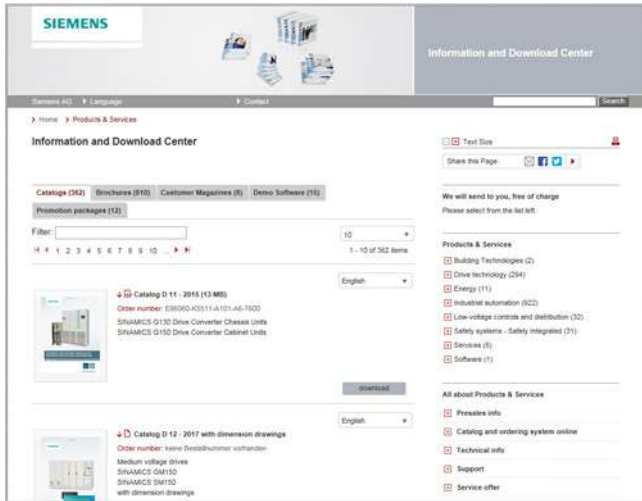 SIEMENS
Information and Download Center
Siemens AG Language Contact Search
Home Products & Services
Information and Download Center
Text Size
Share this Page:
Catalogs (362) Brochures (810) Customer Magazines (8) Demo Software (15)
Promotion packages (12)
We will send to you, free of charge
Please select from the list left.
Filter:
10
1 2 3 4 5 6 7 8 9 10 ...
1 - 10 of 362 items
Products & Services
Building Technologies (2)
Drive technology (294)
Energy (11)
Industrial automation (922)
Low-voltage controls and distribution (32)
Safety systems - Safety Integrated (31)
Services (8)
Software (1)
English
Catalog D 11 - 2015 (13 MB)
Order number: E86060-K5511-A101-A6-7600
SINAMICS G130 Drive Converter Chassis Units
SINAMICS G150 Drive Converter Cabinet Units
download
All about Products & Services
Presales info
Catalog and ordering system online
Technical info
Support
Service offer
English
Catalog D 12 - 2017 with dimension drawings
Order number: keine Bestellnummer vorhanden
Medium voltage drives
SINAMICS GM150
SINAMICS SM150
with dimension drawings